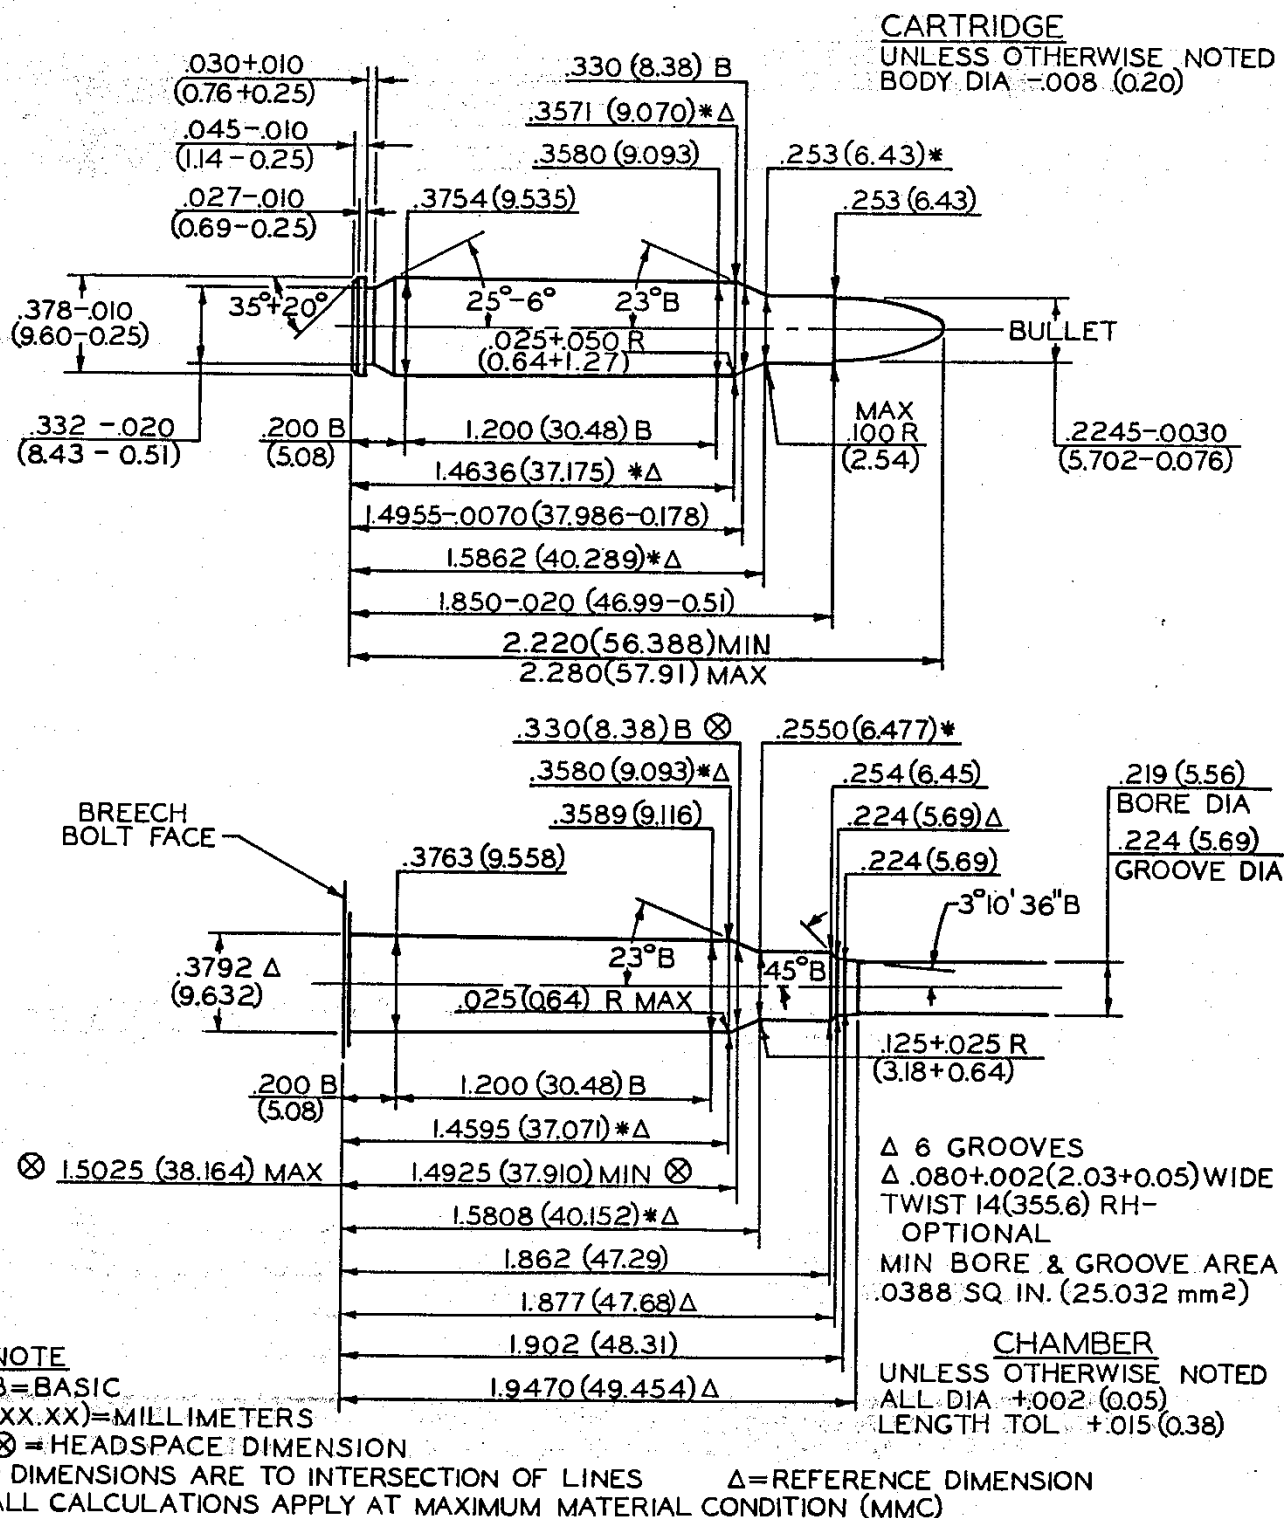 CARTRIDGE
UNLESS OTHERWISE NOTED
BODY DIA -.008 (0.20)
.030+.010
(0.76+0.25)
.330 (8.38) B
.3571 (9.070)*Δ
.045-.010
(1.14-0.25)
.3580 (9.093)
.253 (6.43)*
.027-.010
(0.69-0.25)
.3754 (9.535)
.253 (6.43)
.378-.010
(9.60-0.25)
35°+20°
25°-6°
23°B
.025+.050 R
(0.64+1.27)
BULLET
.332 -.020
(8.43 - 0.51)
.200 B
(5.08)
1.200 (30.48) B
MAX
.100 R
(2.54)
.2245-.0030
(5.702-0.076)
1.4636 (37.175) *Δ
1.4955-.0070 (37.986-0.178)
1.5862 (40.289)*Δ
1.850-.020 (46.99-0.51)
2.220(56.388)MIN
2.280(57.91) MAX
.330(8.38) B ⊗
.2550 (6.477)*
.3580 (9.093)*Δ
.254 (6.45)
.219 (5.56)
BORE DIA
BREECH
BOLT FACE
.3589 (9.116)
.224 (5.69) Δ
.224 (5.69)
GROOVE DIA
.3763 (9.558)
.224 (5.69)
3°10'36"B
.3792 Δ
(9.632)
23°B
45°B
.025(0.64) R MAX
.125+.025 R
(3.18+0.64)
.200 B
(5.08)
1.200 (30.48) B
1.4595 (37.071)*Δ
⊗ 1.5025 (38.164) MAX
1.4925 (37.910) MIN ⊗
1.5808 (40.152)*Δ
1.862 (47.29)
1.877 (47.68) Δ
1.902 (48.31)
1.9470 (49.454) Δ
Δ 6 GROOVES
Δ .080+.002(2.03+0.05) WIDE
TWIST 14(355.6) RH-
OPTIONAL
MIN BORE & GROOVE AREA
.0388 SQ IN. (25.032 mm2)
CHAMBER
UNLESS OTHERWISE NOTED
ALL DIA +.002 (0.05)
LENGTH TOL +.015 (0.38)
NOTE
B=BASIC
XX.XX)=MILLIMETERS
⊗ = HEADSPACE DIMENSION
DIMENSIONS ARE TO INTERSECTION OF LINES Δ=REFERENCE DIMENSION
ALL CALCULATIONS APPLY AT MAXIMUM MATERIAL CONDITION (MMC)